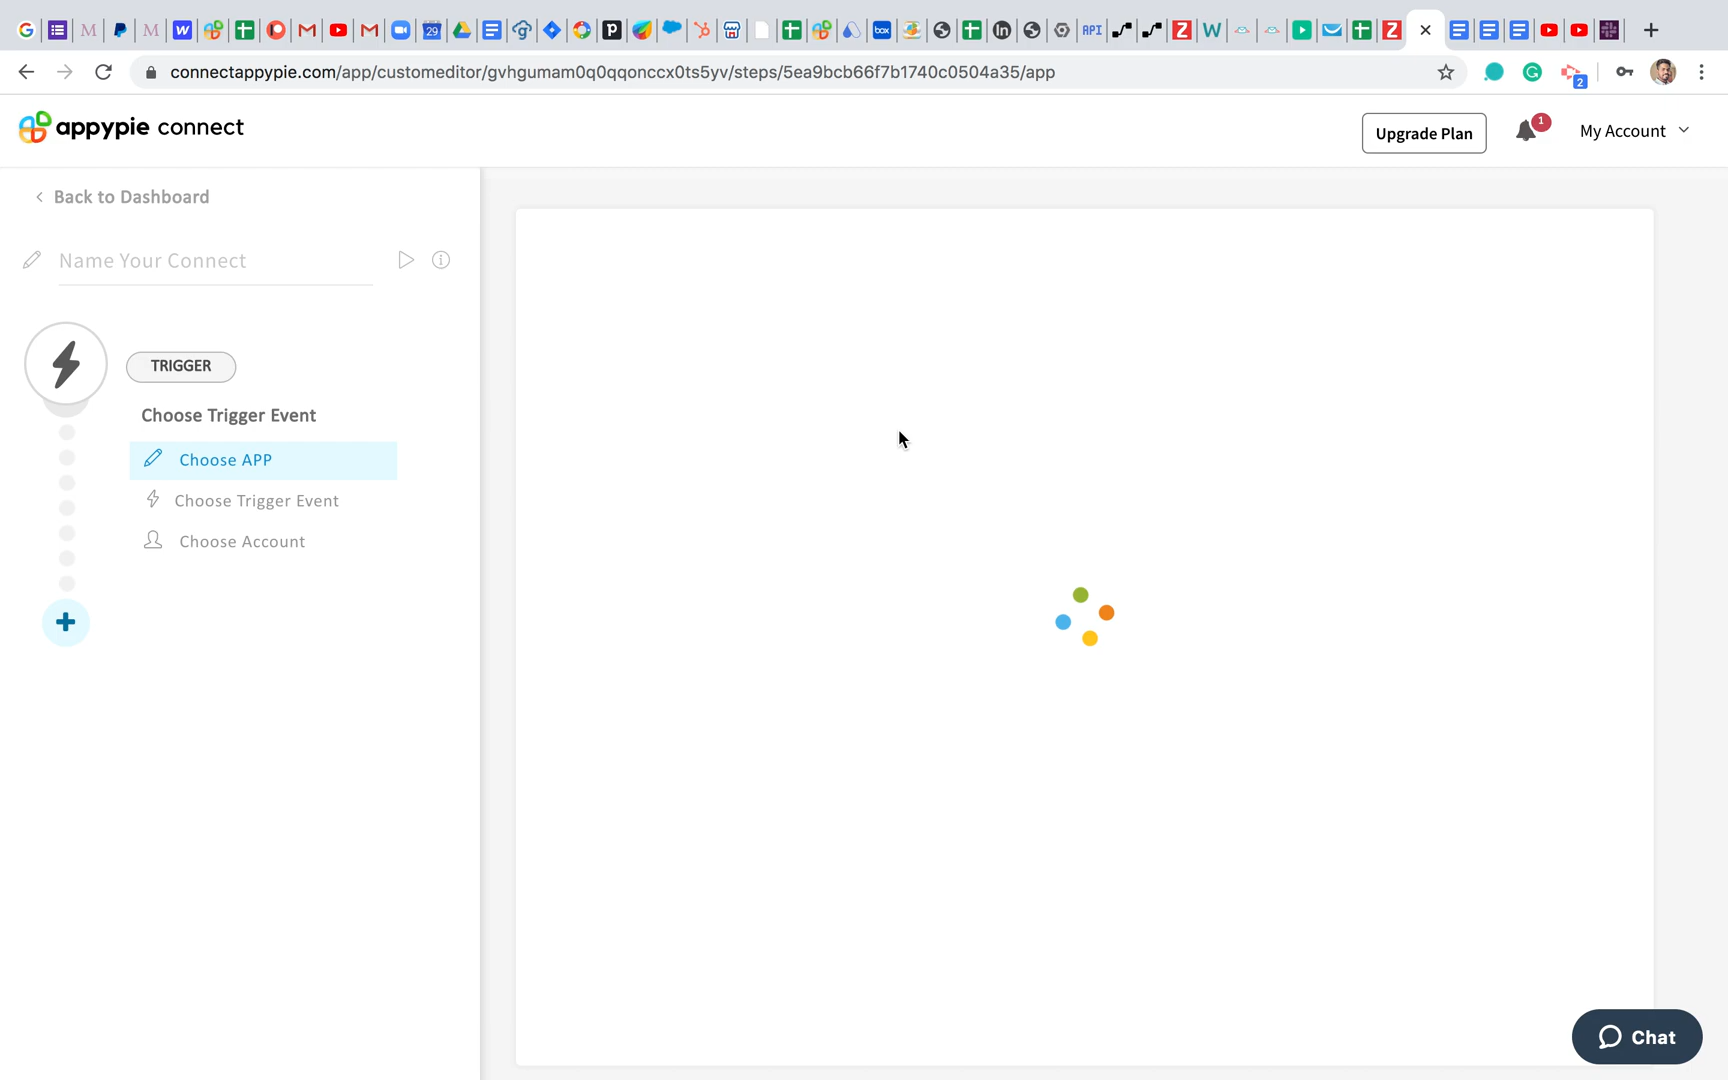 connectappypie.com/app/customeditor/gvhgumam0q0qqonccx0ts5yv/steps/5ea9bcb66f7b1740c0504a35/app
2
appypie connect
Upgrade Plan
1
My Account
Back to Dashboard
Name Your Connect
TRIGGER
Choose Trigger Event
Choose APP
Choose Trigger Event
Choose Account
Chat